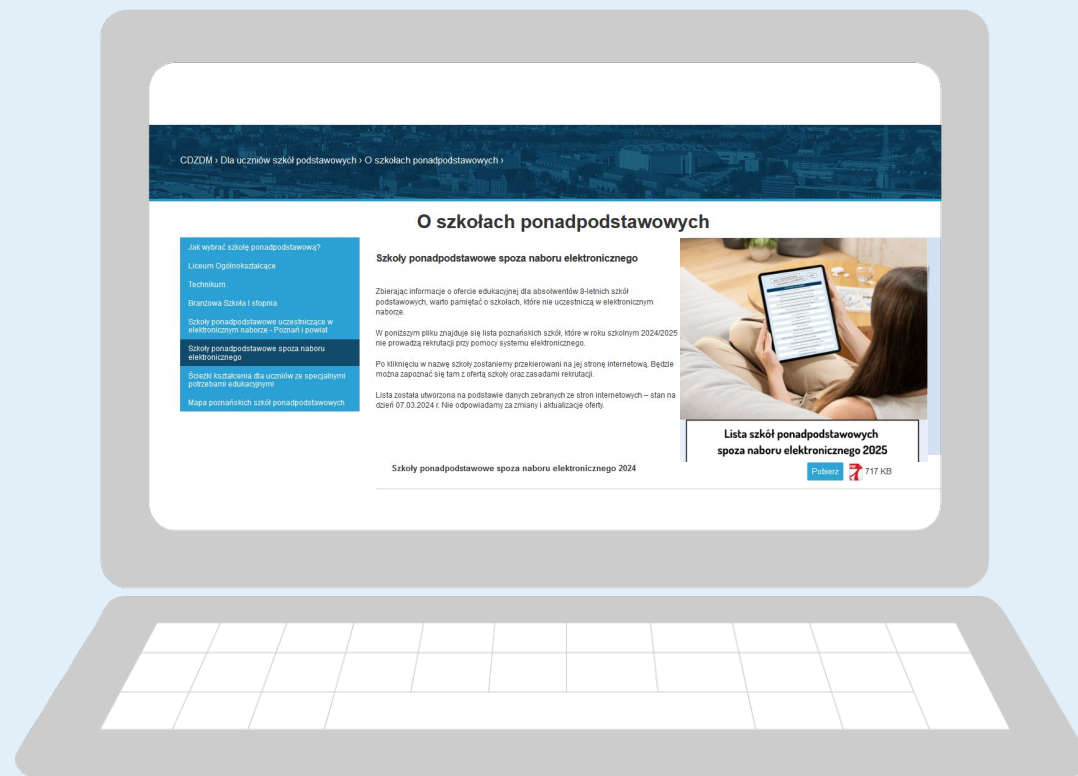 CDZDM › Dla uczniów szkół podstawowych › O szkołach ponadpodstawowych ›
O szkołach ponadpodstawowych
Jak wybrać szkołę ponadpodstawową?
Liceum Ogólnokształcące
Technikum
Branżowa Szkoła I stopnia
Szkoły ponadpodstawowe uczestniczące w
elektronicznym naborze - Poznań i powiat
Szkoły ponadpodstawowe spoza naboru
elektronicznego
Ścieżki kształcenia dla uczniów ze specjalnymi
potrzebami edukacyjnymi
Mapa poznańskich szkół ponadpodstawowych
Szkoły ponadpodstawowe spoza naboru elektronicznego
Zbierając informacje o ofercie edukacyjnej dla absolwentów 8-letnich szkół
podstawowych, warto pamiętać o szkołach, które nie uczestniczą w elektronicznym
naborze.
W poniższym pliku znajduje się lista poznańskich szkół, które w roku szkolnym 2024/2025
nie prowadzą rekrutacji przy pomocy systemu elektronicznego.
Po kliknięciu w nazwę szkoły zostaniemy przekierowani na jej stronę internetową. Będzie
można zapoznać się tam z ofertą szkoły oraz zasadami rekrutacji.
Lista została utworzona na podstawie danych zebranych ze stron internetowych – stan na
dzień 07.03.2024 r. Nie odpowiadamy za zmiany i aktualizacje oferty.
Lista szkół ponadpodstawowych
spoza naboru elektronicznego 2025
Szkoły ponadpodstawowe spoza naboru elektronicznego 2024
Pobierz 717 KB